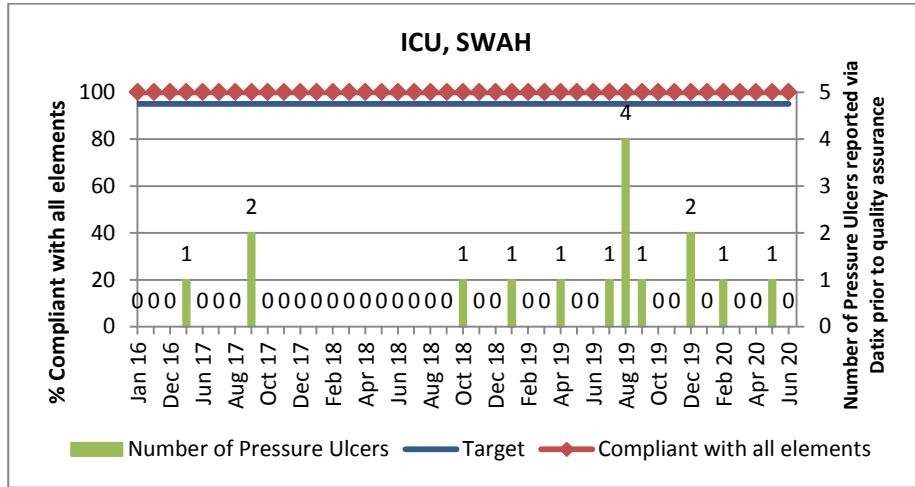 ICU, SWAH
% Compliant with all elements
100
80
60
40
20
0
4
2 2
1 1 1 1 1 1 1 1
0 0 0 0 0 0 0 0 0 0 0 0 0 0 0 0 0 0 0 0 0 0 0 0 0 0 0 0 0 0
5
4
3
2
1
0
Number of Pressure Ulcers reported via
Datix prior to quality assurance
Jan 16
Dec 16
Jun 17
Aug 17
Oct 17
Dec 17
Feb 18
Apr 18
Jun 18
Aug 18
Oct 18
Dec 18
Feb 19
Apr 19
Jun 19
Aug 19
Oct 19
Dec 19
Feb 20
Apr 20
Jun 20
Number of Pressure Ulcers Target Compliant with all elements